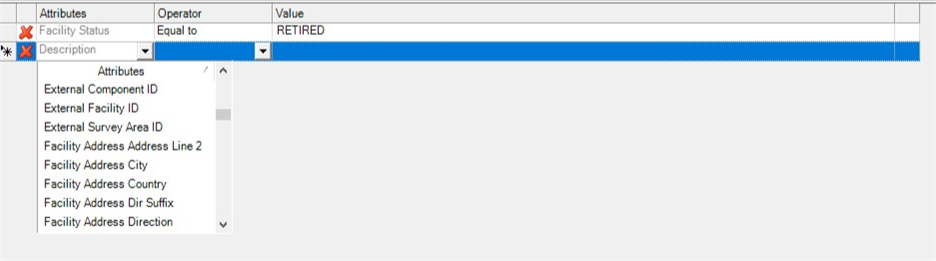 Attributes Operator Value
Facility Status Equal to RETIRED
Description
Attributes
External Component ID
External Facility ID
External Survey Area ID
Facility Address Address Line 2
Facility Address City
Facility Address Country
Facility Address Dir Suffix
Facility Address Direction